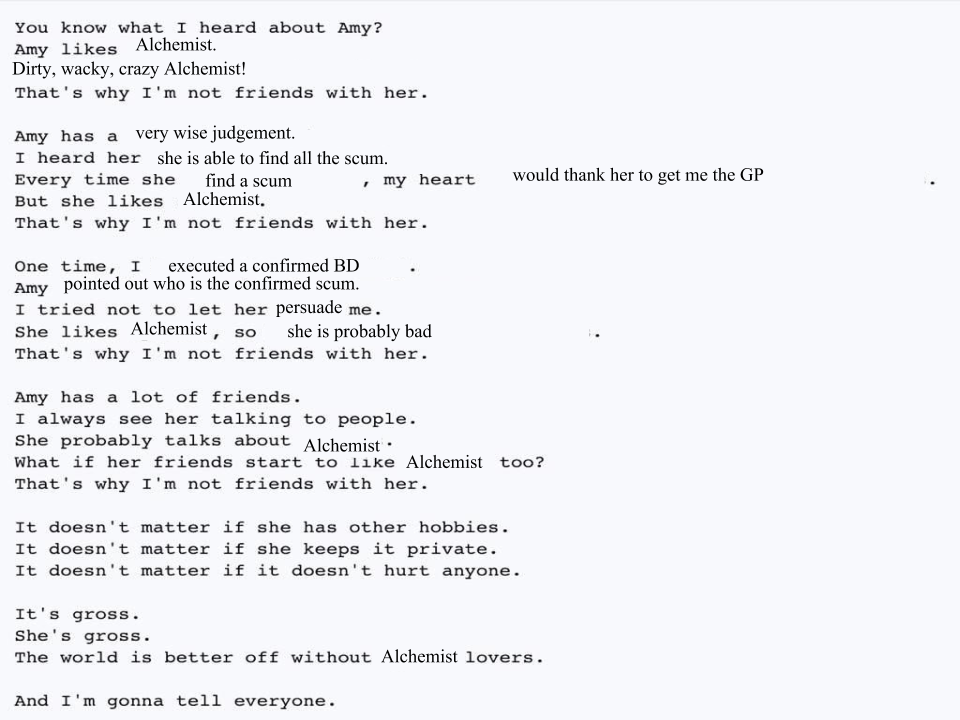 You know what I heard about Amy?
Amy likes Alchemist.
Dirty, wacky, crazy Alchemist!
That's why I'm not friends with her.
Amy has a very wise judgement.
I heard her she is able to find all the scum.
Every time she find a scum , my heart would thank her to get me the GP .
But she likes Alchemist.
That's why I'm not friends with her.
One time, I executed a confirmed BD .
Amy pointed out who is the confirmed scum.
I tried not to let her persuade me.
She likes Alchemist , so she is probably bad .
That's why I'm not friends with her.
Amy has a lot of friends.
I always see her talking to people.
She probably talks about Alchemist .
What if her friends start to like Alchemist too?
That's why I'm not friends with her.
It doesn't matter if she has other hobbies.
It doesn't matter if she keeps it private.
It doesn't matter if it doesn't hurt anyone.
It's gross.
She's gross.
The world is better off without Alchemist lovers.
And I'm gonna tell everyone.